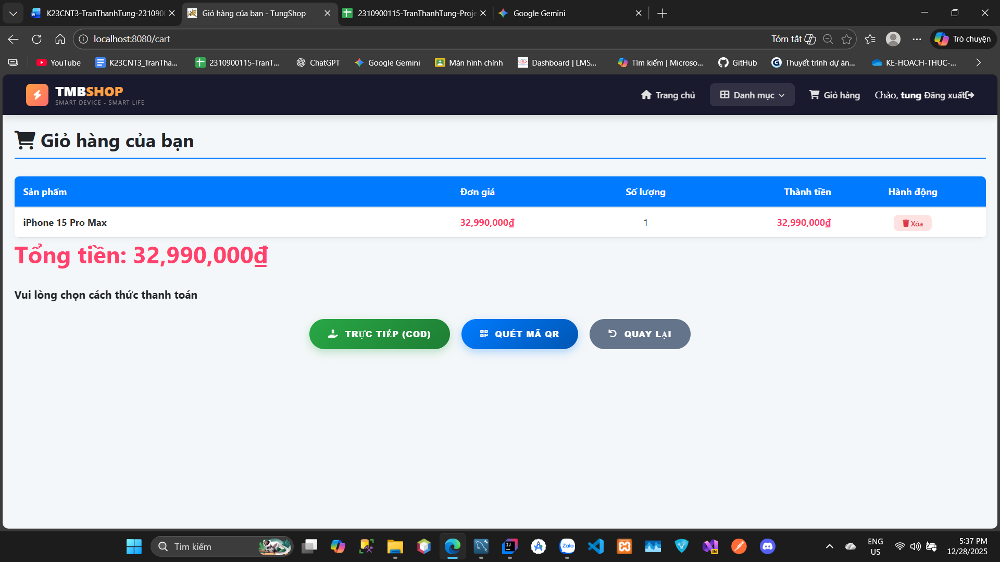 K23CNT3-TranThanhTung-231090
Giỏ hàng của bạn - TungShop
2310900115-TranThanhTung-Proje
Google Gemini
localhost:8080/cart
Tóm tắt
Trò chuyện
YouTube
K23CNT3_TranTha...
2310900115-TranT...
ChatGPT
Google Gemini
Màn hình chính
Dashboard | LMS...
Tìm kiếm | Microso...
GitHub
Thuyết trình dự án...
KE-HOACH-THUC-...
TMBSHOP
SMART DEVICE - SMART LIFE
Trang chủ
Danh mục
Giỏ hàng
Chào, tung Đăng xuất
Giỏ hàng của bạn
Sản phẩm Đơn giá Số lượng Thành tiền Hành động
iPhone 15 Pro Max 32,990,000₫ 1 32,990,000₫ Xóa
Tổng tiền: 32,990,000₫
Vui lòng chọn cách thức thanh toán
TRỰC TIẾP (COD)
QUÉT MÃ QR
QUAY LẠI
Tìm kiếm
Zalo
ENG
US
5:37 PM
12/28/2025